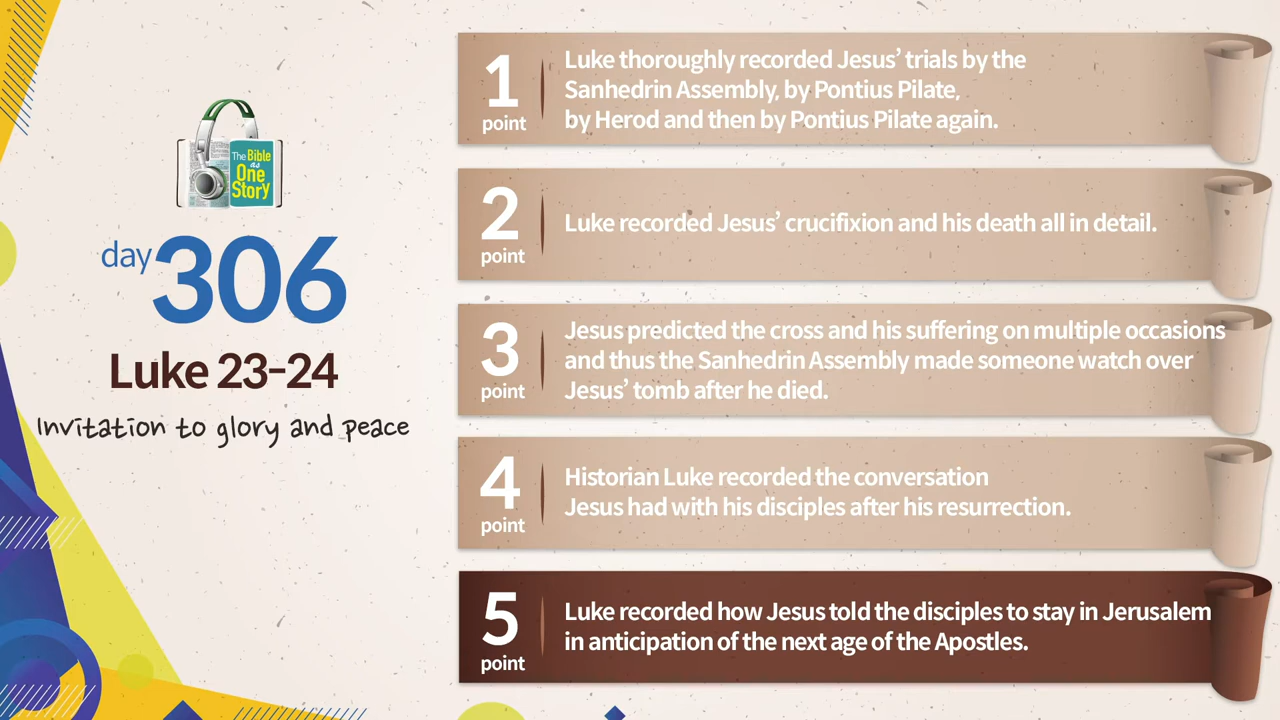 The Bible
as
One
Story
day 306
Luke 23-24
Invitation to glory and peace
1
point
Luke thoroughly recorded Jesus’ trials by the
Sanhedrin Assembly, by Pontius Pilate,
by Herod and then by Pontius Pilate again.
2
point
Luke recorded Jesus’ crucifixion and his death all in detail.
3
point
Jesus predicted the cross and his suffering on multiple occasions
and thus the Sanhedrin Assembly made someone watch over
Jesus’ tomb after he died.
4
point
Historian Luke recorded the conversation
Jesus had with his disciples after his resurrection.
5
point
Luke recorded how Jesus told the disciples to stay in Jerusalem
in anticipation of the next age of the Apostles.